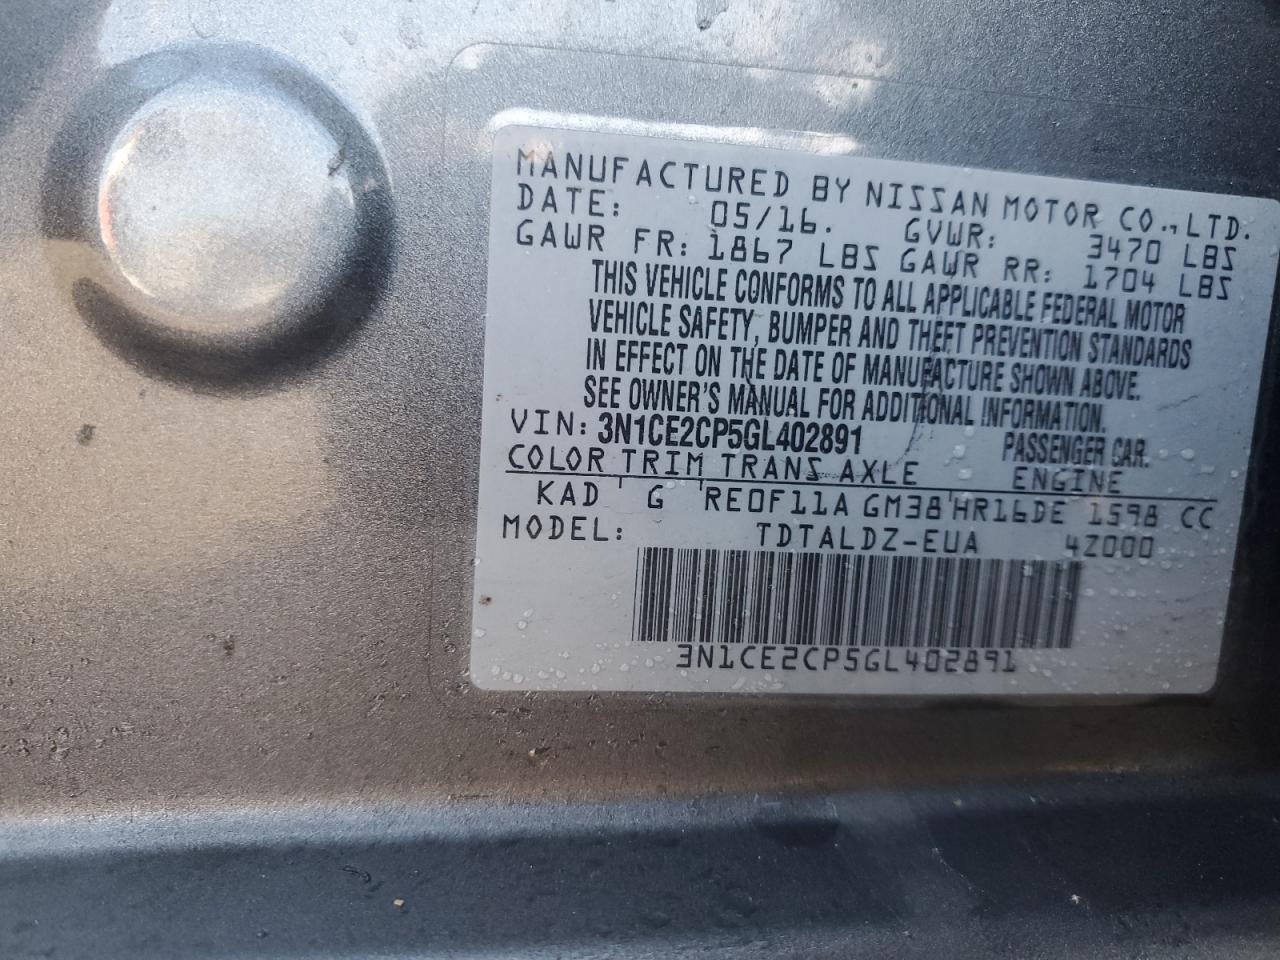 MANUFACTURED BY NISSAN MOTOR CO., LTD.
DATE: 05/16. GVWR: 3470 LBS
GAWR FR: 1867 LBS GAWR RR: 1704 LBS
THIS VEHICLE CONFORMS TO ALL APPLICABLE FEDERAL MOTOR
VEHICLE SAFETY, BUMPER AND THEFT PREVENTION STANDARDS
IN EFFECT ON THE DATE OF MANUFACTURE SHOWN ABOVE.
SEE OWNER'S MANUAL FOR ADDITIONAL INFORMATION.
VIN: 3N1CE2CP5GL402891 PASSENGER CAR.
COLOR TRIM TRANS AXLE ENGINE
KAD G RE0F11A GM38 HR16DE 1598 CC
MODEL: TDTALDZ-EUA 4Z000
3N1CE2CP5GL402891